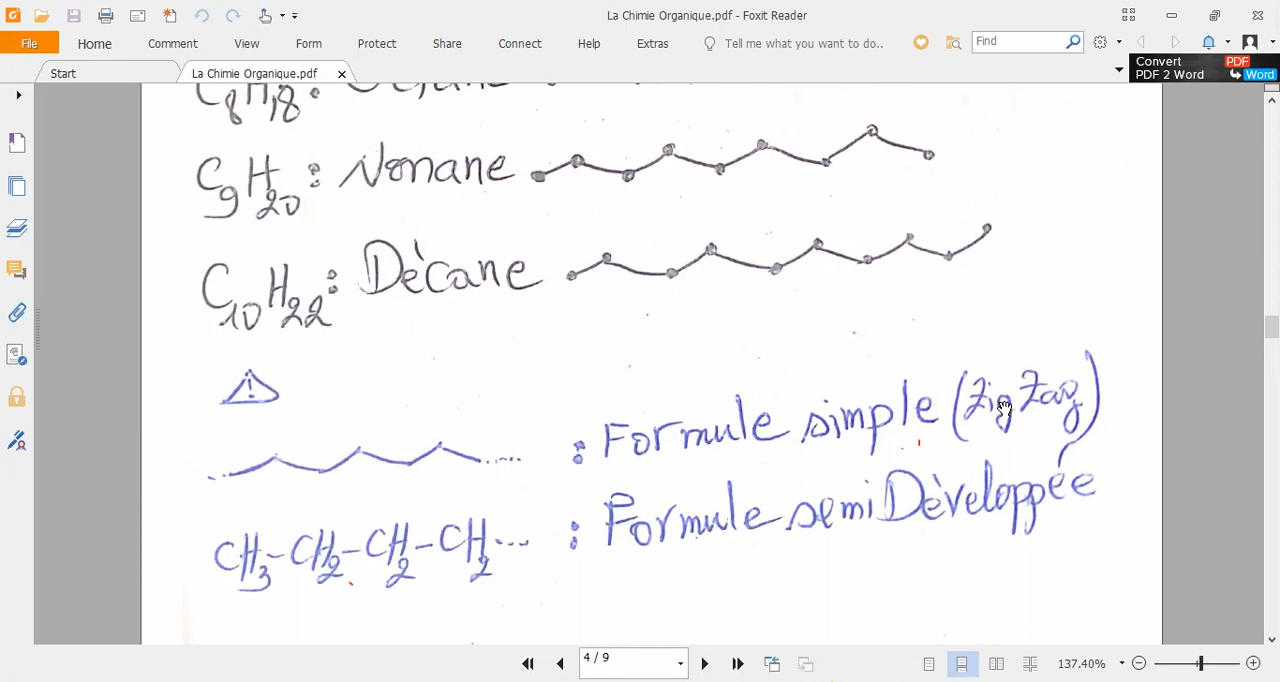 La Chimie Organique.pdf - Foxit Reader
File Home Comment View Form Protect Share Connect Help Extras Tell me what you want to do.. Find
Start La Chimie Organique.pdf
Convert PDF
PDF 2 Word Word
C8H18:
C9H20: Nonane
C10H22: Dècane
: Formule simple (ZigZag)
CH3-CH2-CH2-CH2... : Formule semi Dèveloppée
4 / 9 137.40%